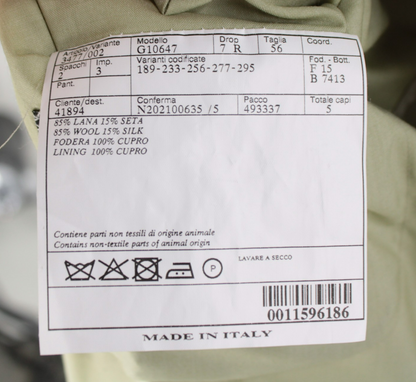 Articolo/Variante Modello Drop Taglia Coord.
/002 G10647 7 R 56
Spacchi Imp. Varianti codificate Fod. - Bott.
2 3 189-233-256-277-295 F 15
Pant. B 7413
Cliente/dest. Conferma Pacco Totale capi
41894 N202100635 /5 493337 5
85% LANA 15% SETA
85% WOOL 15% SILK
FODERA 100% CUPRO
LINING 100% CUPRO
Contiene parti non tessili di origine animale
Contains non-textile parts of animal origin
P LAVARE A SECCO
0011596186
MADE IN ITALY